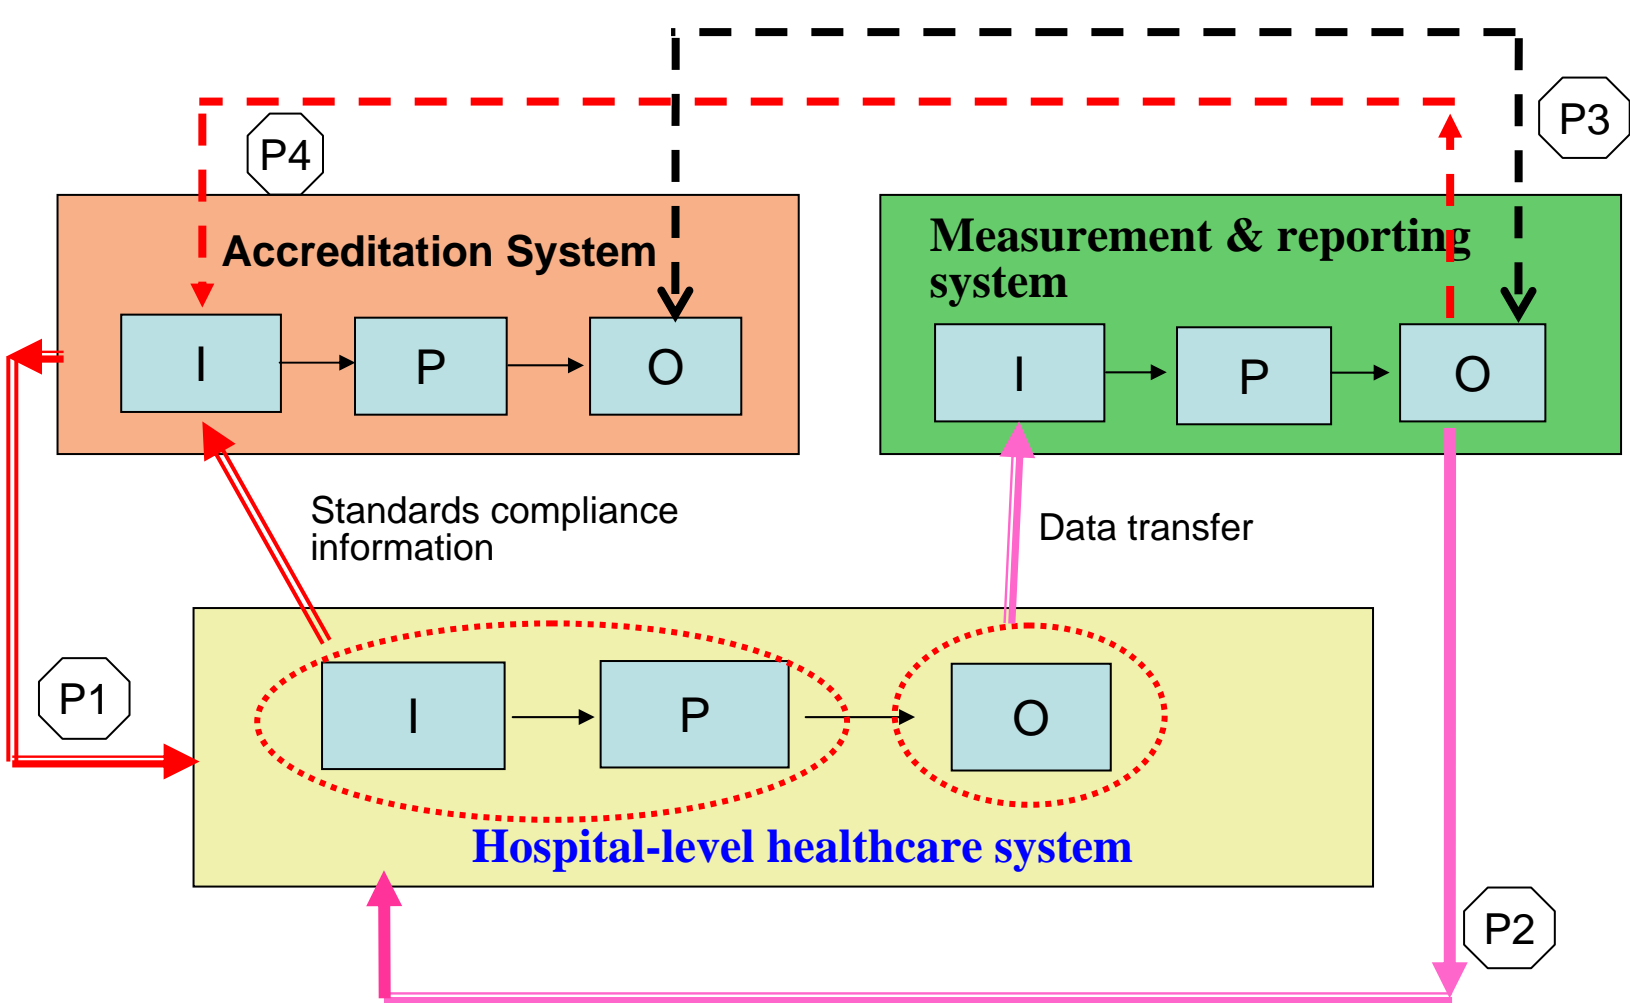 P3
P4
Accreditation System
Measurement & reporting
system
I
P
O
I
P
O
Standards compliance
information
Data transfer
P1
I
P
O
Hospital-level healthcare system
P2